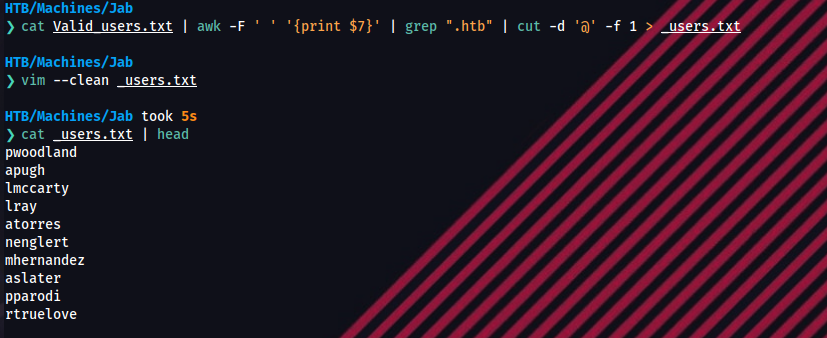 HTB/Machines/Jab
❯ cat Valid_users.txt | awk -F ' ' '{print $7}' | grep ".htb" | cut -d '@' -f 1 > _users.txt
HTB/Machines/Jab
❯ vim --clean _users.txt
HTB/Machines/Jab took 5s
❯ cat _users.txt | head
pwoodland
apugh
lmccarty
lray
atorres
nenglert
mhernandez
aslater
pparodi
rtruelove